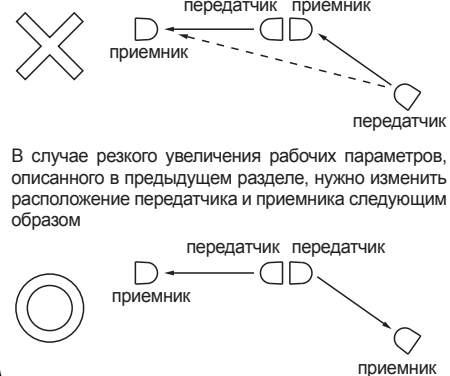 передатчик приемник
приемник
передатчик
В случае резкого увеличения рабочих параметров,
описанного в предыдущем разделе, нужно изменить
расположение передатчика и приемника следующим
образом
передатчик передатчик
приемник
приемник